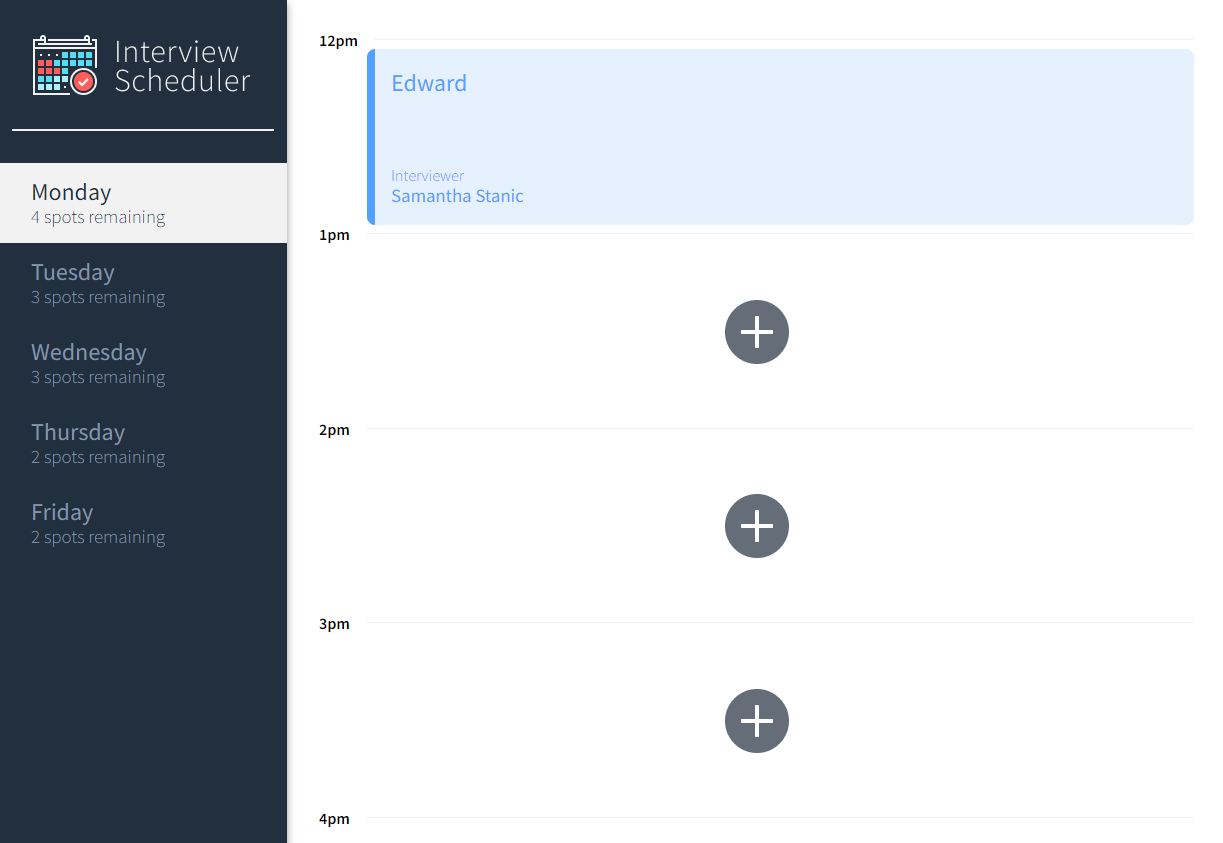 Interview
Scheduler
Monday
4 spots remaining
Tuesday
3 spots remaining
Wednesday
3 spots remaining
Thursday
2 spots remaining
Friday
2 spots remaining
12pm
Edward
Interviewer
Samantha Stanic
1pm
2pm
3pm
4pm